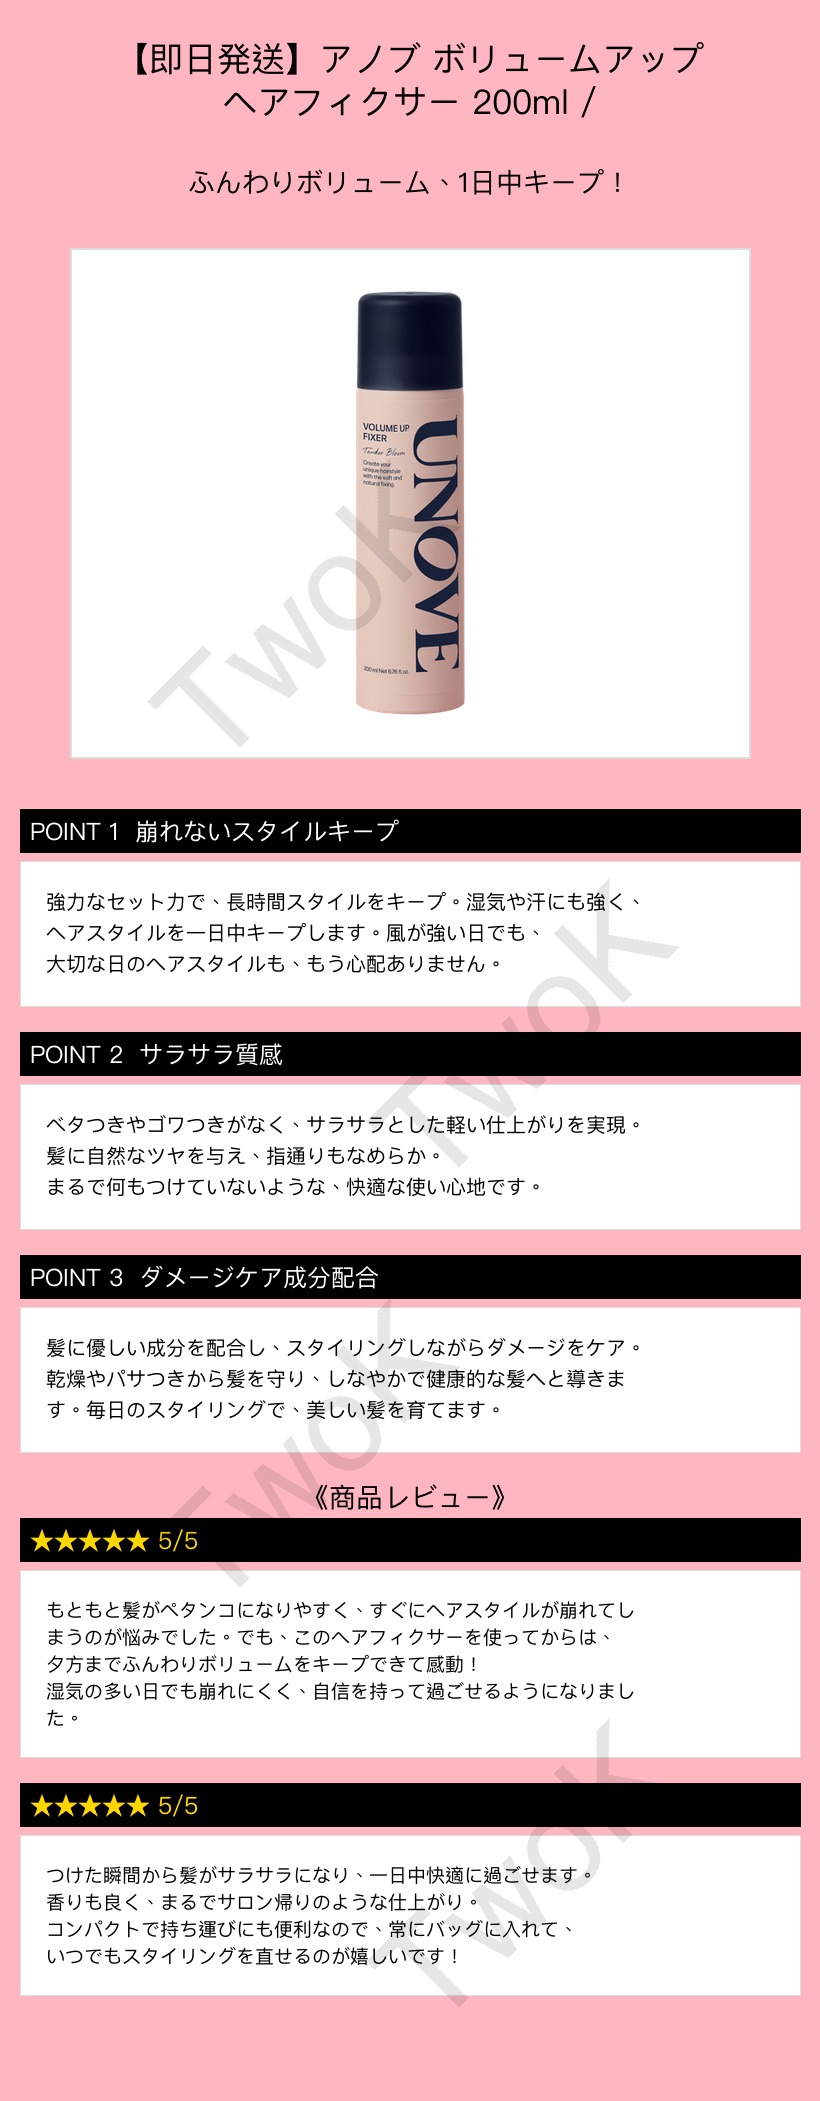 【即日発送】アノブ ボリュームアップ
ヘアフィクサー 200ml /
ふんわりボリューム、1日中キープ！
VOLUME UP
FIXER
Tender Bloom
Create your
unique hairstyle
with the soft and
natural fixing.
UNOVE
200 ml Net 6.76 fl. oz.
TwoK
POINT 1 崩れないスタイルキープ
強力なセット力で、長時間スタイルをキープ。湿気や汗にも強く、
ヘアスタイルを一日中キープします。風が強い日でも、
大切な日のヘアスタイルも、もう心配ありません。
TwoK
POINT 2 サラサラ質感
ベタつきやゴワつきがなく、サラサラとした軽い仕上がりを実現。
髪に自然なツヤを与え、指通りもなめらか。
まるで何もつけていないような、快適な使い心地です。
POINT 3 ダメージケア成分配合
髪に優しい成分を配合し、スタイリングしながらダメージをケア。
乾燥やパサつきから髪を守り、しなやかで健康的な髪へと導きま
す。毎日のスタイリングで、美しい髪を育てます。
TwoK
《商品レビュー》
★★★★★ 5/5
もともと髪がペタンコになりやすく、すぐにヘアスタイルが崩れてし
まうのが悩みでした。でも、このヘアフィクサーを使ってからは、
夕方までふんわりボリュームをキープできて感動！
湿気の多い日でも崩れにくく、自信を持って過ごせるようになりまし
た。
★★★★★ 5/5
つけた瞬間から髪がサラサラになり、一日中快適に過ごせます。
香りも良く、まるでサロン帰りのような仕上がり。
コンパクトで持ち運びにも便利なので、常にバッグに入れて、
いつでもスタイリングを直せるのが嬉しいです！
TwoK